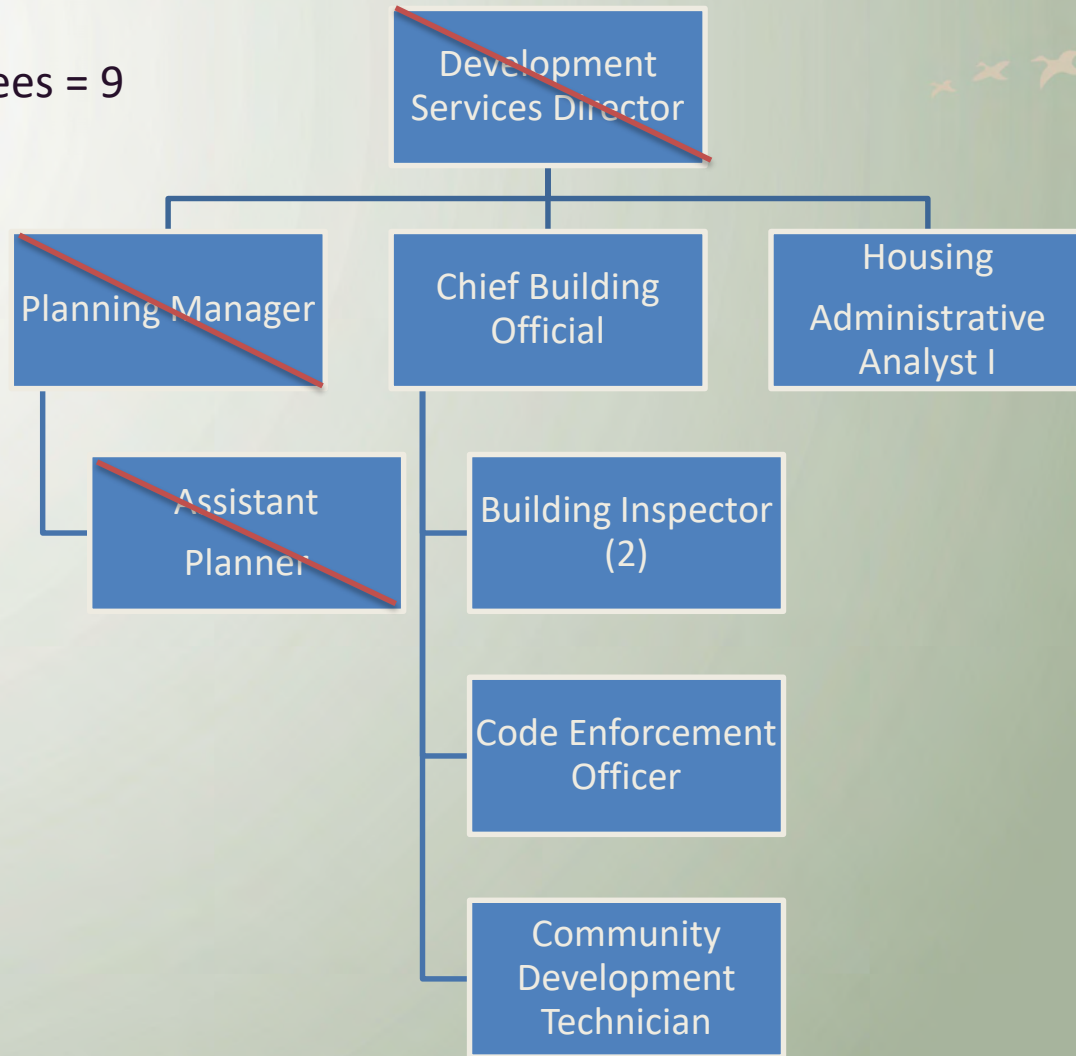 ees = 9
Development
Services Director
Planning Manager
Chief Building
Official
Housing
Administrative
Analyst I
Assistant
Planner
Building Inspector
(2)
Code Enforcement
Officer
Community
Development
Technician